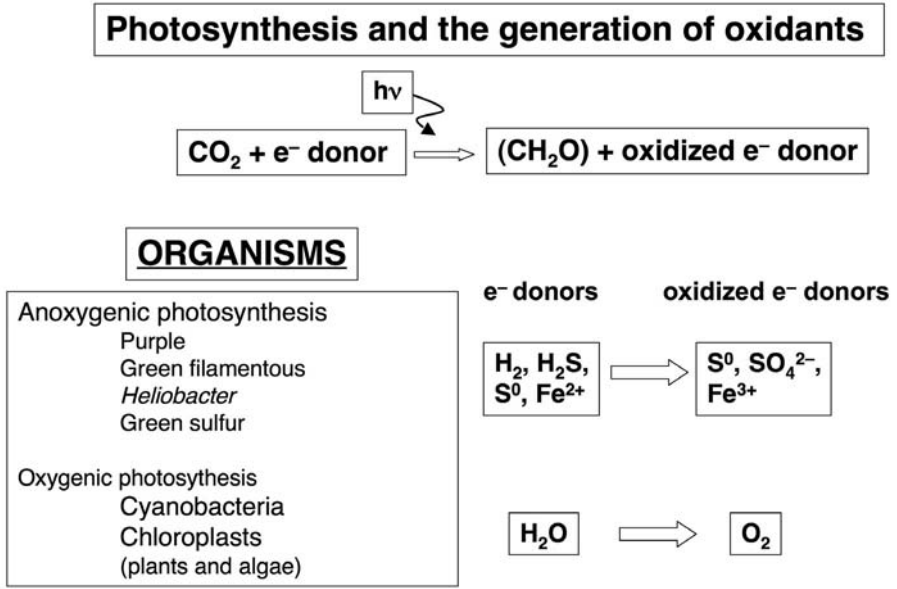 Photosynthesis and the generation of oxidants
hν
CO₂ + e⁻ donor
(CH₂O) + oxidized e⁻ donor
ORGANISMS
e⁻ donors
oxidized e⁻ donors
Anoxygenic photosynthesis
Purple
Green filamentous
Heliobacter
Green sulfur
H₂, H₂S,
S⁰, Fe²⁺
S⁰, SO₄²⁻,
Fe³⁺
Oxygenic photosythesis
Cyanobacteria
Chloroplasts
(plants and algae)
H₂O
O₂